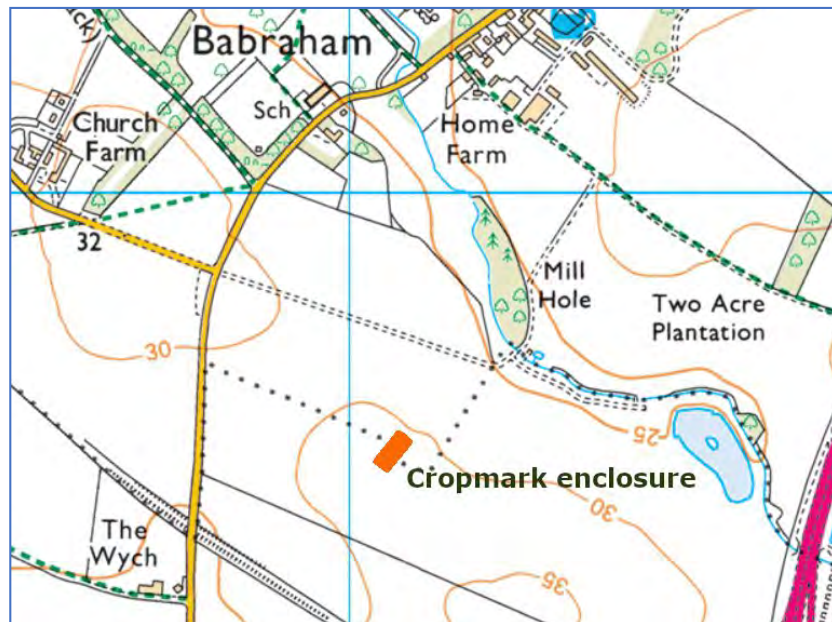 ck)
Babraham
Sch
Church
Farm
Home
Farm
32
Mill
Hole
Two Acre
Plantation
30
25
Cropmark enclosure
30
The
Wych
35